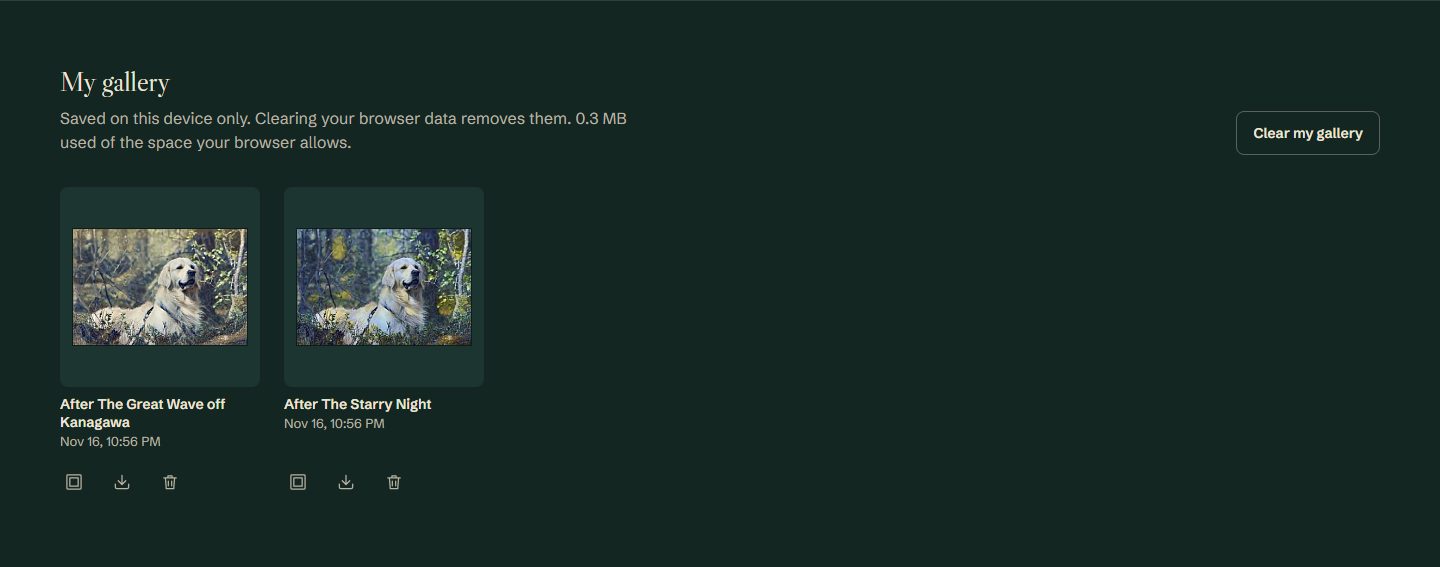 My gallery
Saved on this device only. Clearing your browser data removes them. 0.3 MB
used of the space your browser allows.
Clear my gallery
After The Great Wave off
Kanagawa
Nov 16, 10:56 PM
After The Starry Night
Nov 16, 10:56 PM